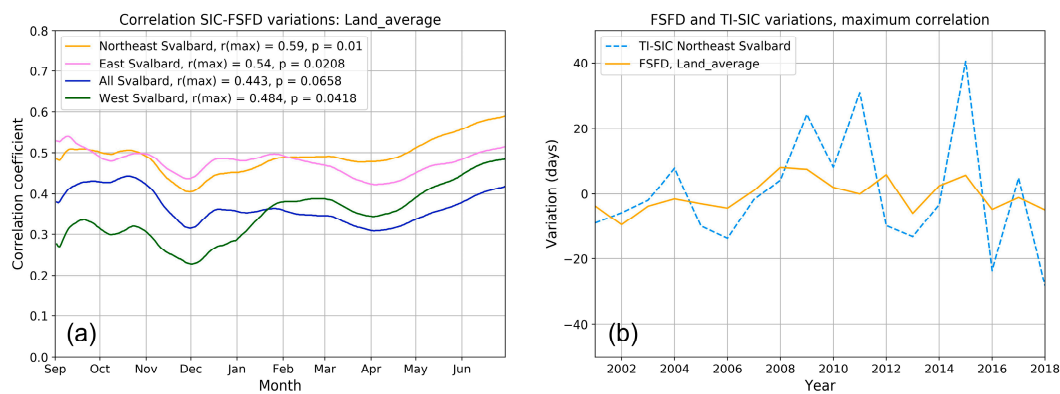 Correlation SIC-FSFD variations: Land_average
Correlation coefficient
0.8
0.7
0.6
0.5
0.4
0.3
0.2
0.1
0.0
Northeast Svalbard, r(max) = 0.59, p = 0.01
East Svalbard, r(max) = 0.54, p = 0.0208
All Svalbard, r(max) = 0.443, p = 0.0658
West Svalbard, r(max) = 0.484, p = 0.0418
(a)
Sep Oct Nov Dec Jan Feb Mar Apr May Jun
Month
FSFD and TI-SIC variations, maximum correlation
Variation (days)
40
20
0
−20
−40
TI-SIC Northeast Svalbard
FSFD, Land_average
(b)
2002 2004 2006 2008 2010 2012 2014 2016 2018
Year